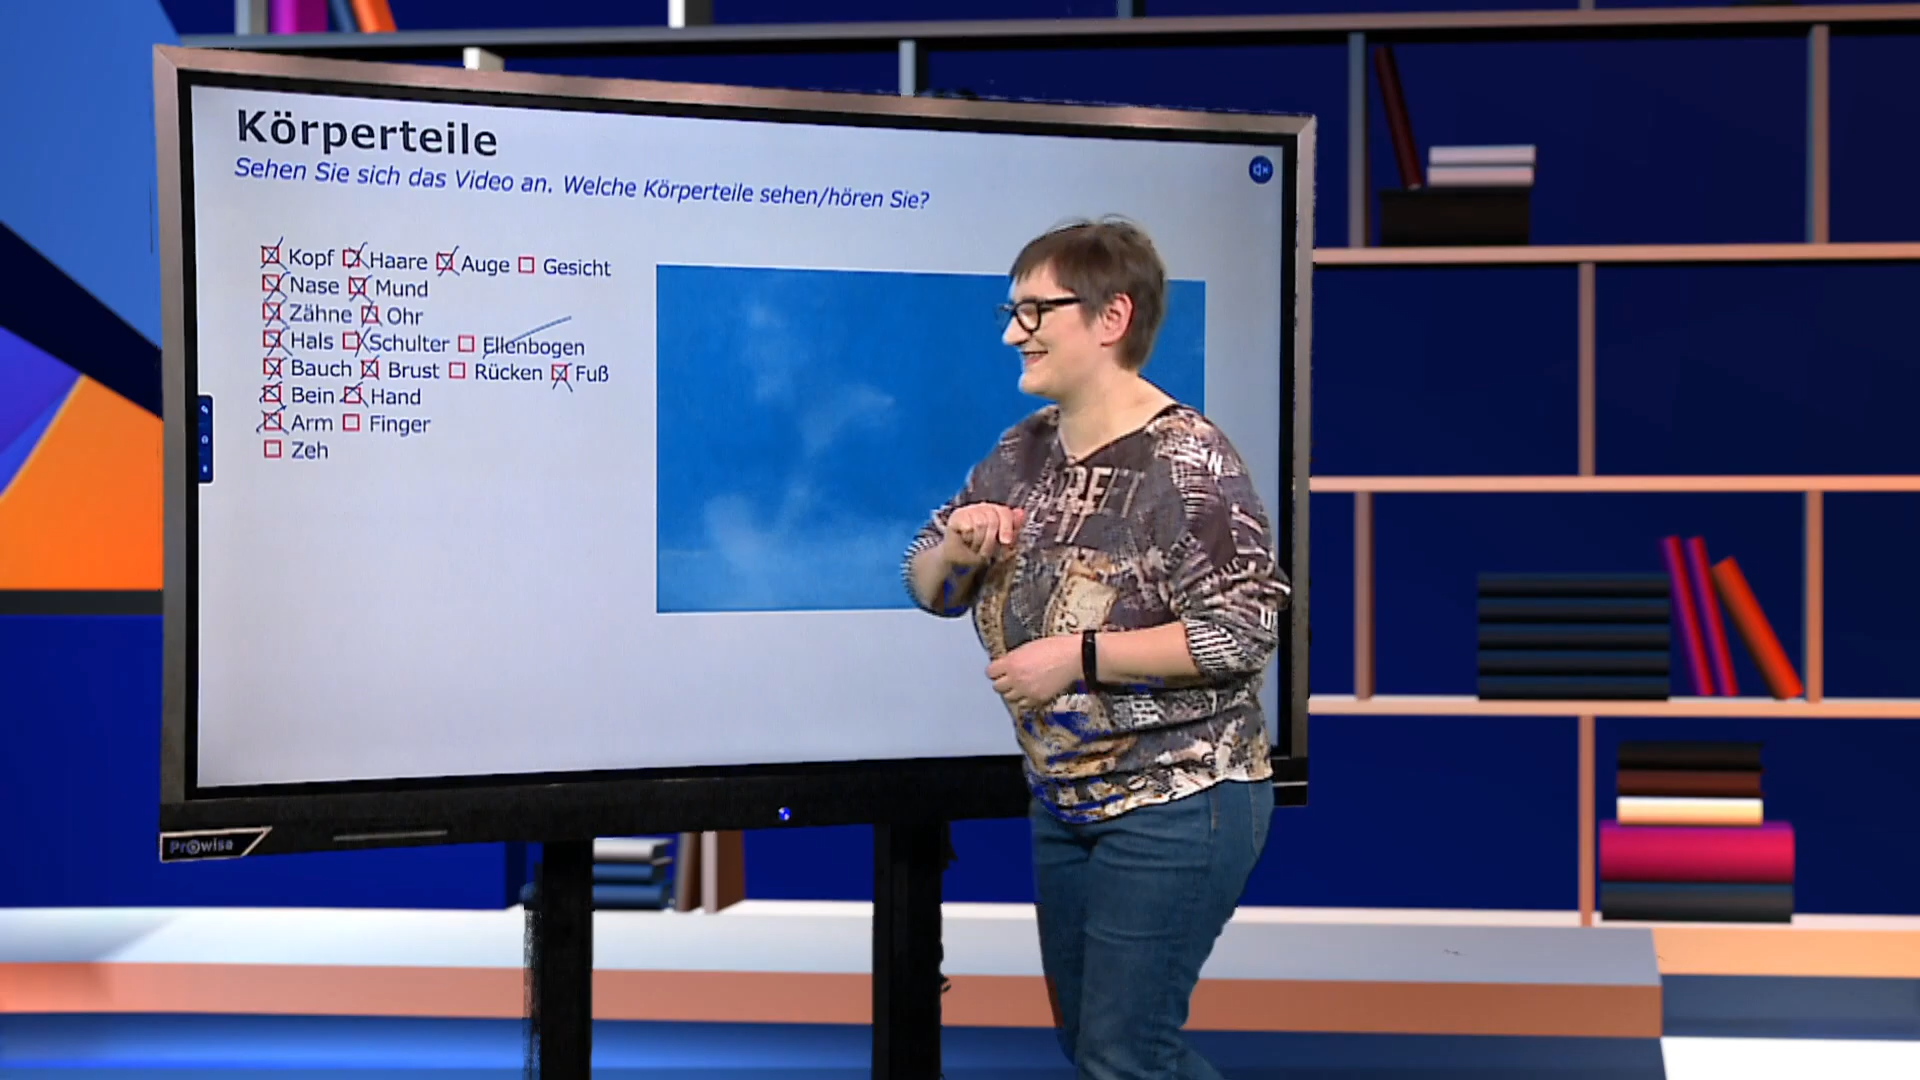 Körperteile
Sehen Sie sich das Video an. Welche Körperteile sehen/hören Sie?
Kopf Haare Auge Gesicht
Nase Mund
Zähne Ohr
Hals Schulter Ellenbogen
Bauch Brust Rücken Fuß
Bein Hand
Arm Finger
Zeh
Prowise